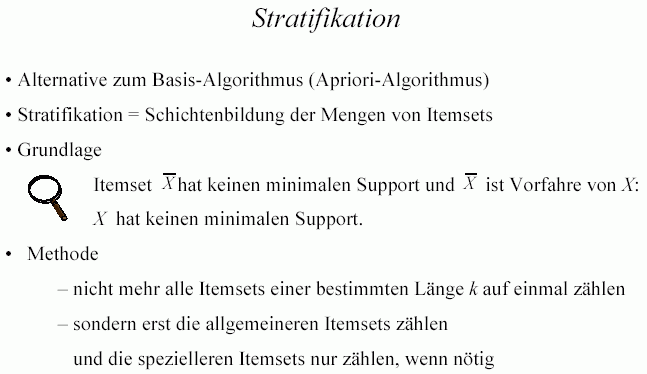 Stratifikation
• Alternative zum Basis-Algorithmus (Apriori-Algorithmus)
• Stratifikation = Schichtenbildung der Mengen von Itemsets
• Grundlage
Itemset X̅ hat keinen minimalen Support und X̅ ist Vorfahre von X:
X hat keinen minimalen Support.
• Methode
– nicht mehr alle Itemsets einer bestimmten Länge k auf einmal zählen
– sondern erst die allgemeineren Itemsets zählen
und die spezielleren Itemsets nur zählen, wenn nötig